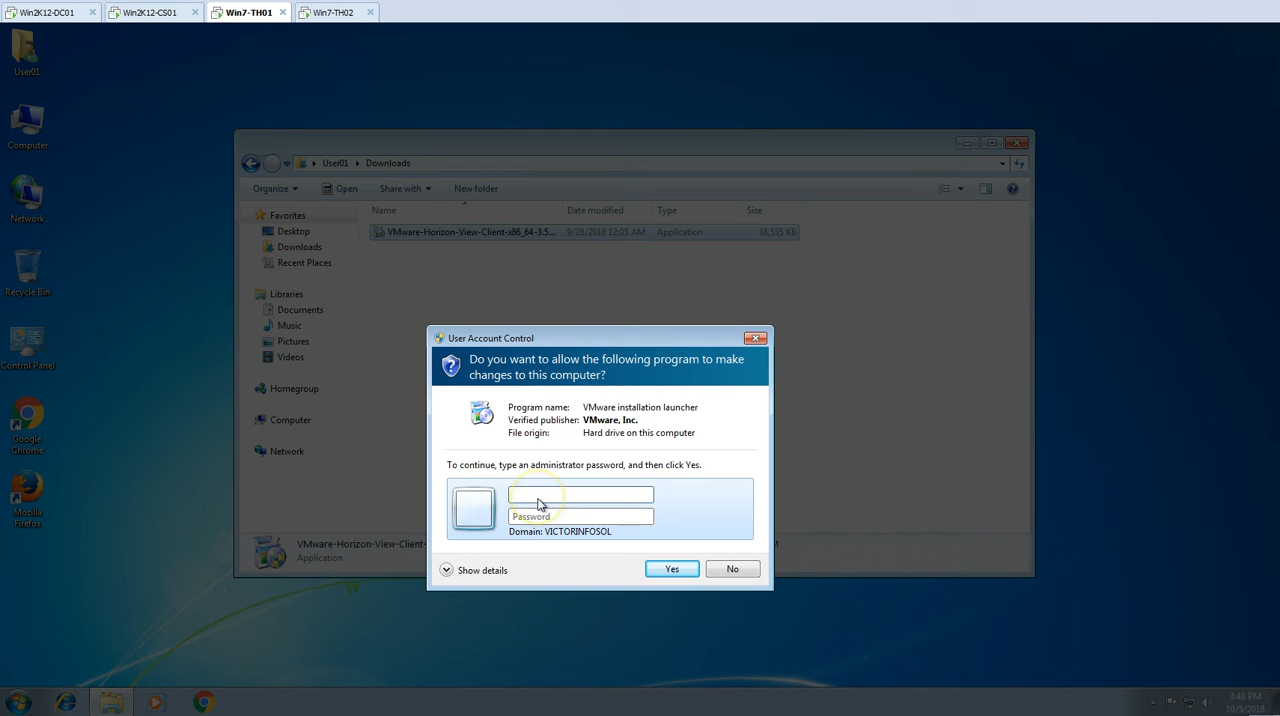 Win2K12-DC01
Win2K12-CS01
Win7-TH01
Win7-TH02
User01
Computer
Network
Recycle Bin
Control Panel
Google
Chrome
Mozilla
Firefox
User01
Downloads
Organize
Open
Share with
New folder
Favorites
Desktop
Downloads
Recent Places
Libraries
Documents
Music
Pictures
Videos
Homegroup
Computer
Network
Name
Date modified
Type
Size
VMware-Horizon-View-Client-x86_64-3.5...
9/28/2018 12:05 AM
Application
38,535 KB
VMware-Horizon-View-Client-
Application
User Account Control
Do you want to allow the following program to make
changes to this computer?
Program name: VMware installation launcher
Verified publisher: VMware, Inc.
File origin: Hard drive on this computer
To continue, type an administrator password, and then click Yes.
Password
Domain: VICTORINFOSOL
Show details
Yes
No
3:48 PM
10/5/2018